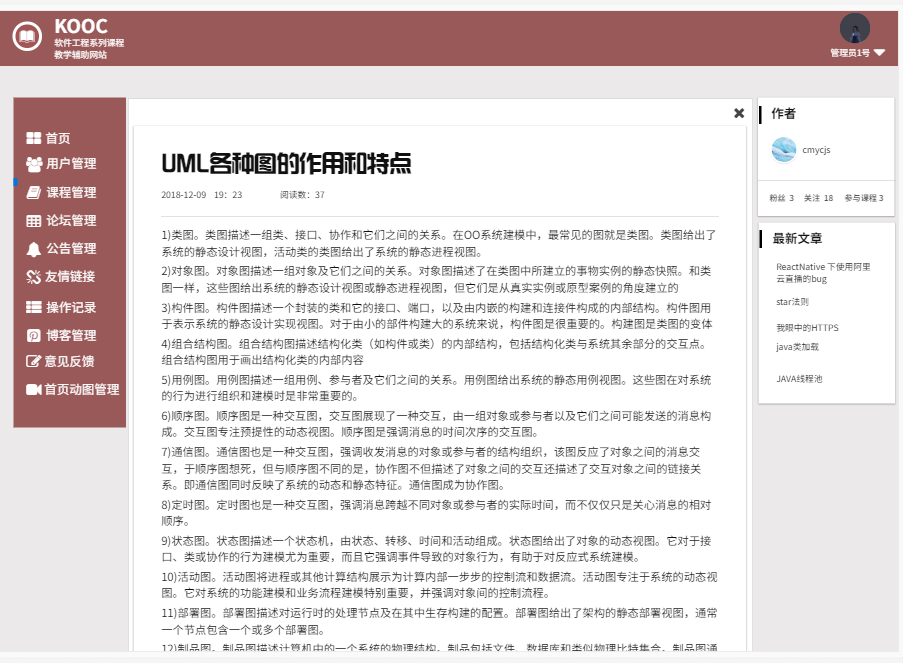 KOOC
软件工程系列课程
教学辅助网站
管理员1号
首页
用户管理
课程管理
论坛管理
公告管理
友情链接
操作记录
博客管理
意见反馈
首页动图管理
UML各种图的作用和特点
2018-12-09 19：23 阅读数：37
1)类图。类图描述一组类、接口、协作和它们之间的关系。在OO系统建模中，最常见的图就是类图。类图给出了
系统的静态设计视图，活动类的类图给出了系统的静态进程视图。
2)对象图。对象图描述一组对象及它们之间的关系。对象图描述了在类图中所建立的事物实例的静态快照。和类
图一样，这些图给出系统的静态设计视图或静态进程视图，但它们是从真实实例或原型案例的角度建立的
3)构件图。构件图描述一个封装的类和它的接口、端口，以及由内嵌的构建和连接件构成的内部结构。构件图用
于表示系统的静态设计实现视图。对于由小的部件构建大的系统来说，构件图是很重要的。构建图是类图的变体
4)组合结构图。组合结构图描述结构化类（如构件或类）的内部结构，包括结构化类与系统其余部分的交互点。
组合结构图用于画出结构化类的内部内容
5)用例图。用例图描述一组用例、参与者及它们之间的关系。用例图给出系统的静态用例视图。这些图在对系统
的行为进行组织和建模时是非常重要的。
6)顺序图。顺序图是一种交互图，交互图展现了一种交互，由一组对象或参与者以及它们之间可能发送的消息构
成。交互图专注预提性的动态视图。顺序图是强调消息的时间次序的交互图。
7)通信图。通信图也是一种交互图，强调收发消息的对象或参与者的结构组织，该图反应了对象之间的消息交
互，于顺序图想死，但与顺序图不同的是，协作图不但描述了对象之间的交互还描述了交互对象之间的链接关
系。即通信图同时反映了系统的动态和静态特征。通信图成为协作图。
8)定时图。定时图也是一种交互图，强调消息跨越不同对象或参与者的实际时间，而不仅仅只是关心消息的相对
顺序。
9)状态图。状态图描述一个状态机，由状态、转移、时间和活动组成。状态图给出了对象的动态视图。它对于接
口、类或协作的行为建模尤为重要，而且它强调事件导致的对象行为，有助于对反应式系统建模。
10)活动图。活动图将进程或其他计算结构展示为计算内部一步步的控制流和数据流。活动图专注于系统的动态视
图。它对系统的功能建模和业务流程建模特别重要，并强调对象间的控制流程。
11)部署图。部署图描述对运行时的处理节点及在其中生存构建的配置。部署图给出了架构的静态部署视图，通常
一个节点包含一个或多个部署图。
12)制品图。制品图描述计算机中的一个系统的物理结构。制品包括文件、数据库和类似物理比特集合。制品图通
作者
cmycjs
粉丝 3 关注 18 参与课程 3
最新文章
ReactNative 下使用阿里
云直播的bug
star法则
我眼中的HTTPS
java类加载
JAVA线程池